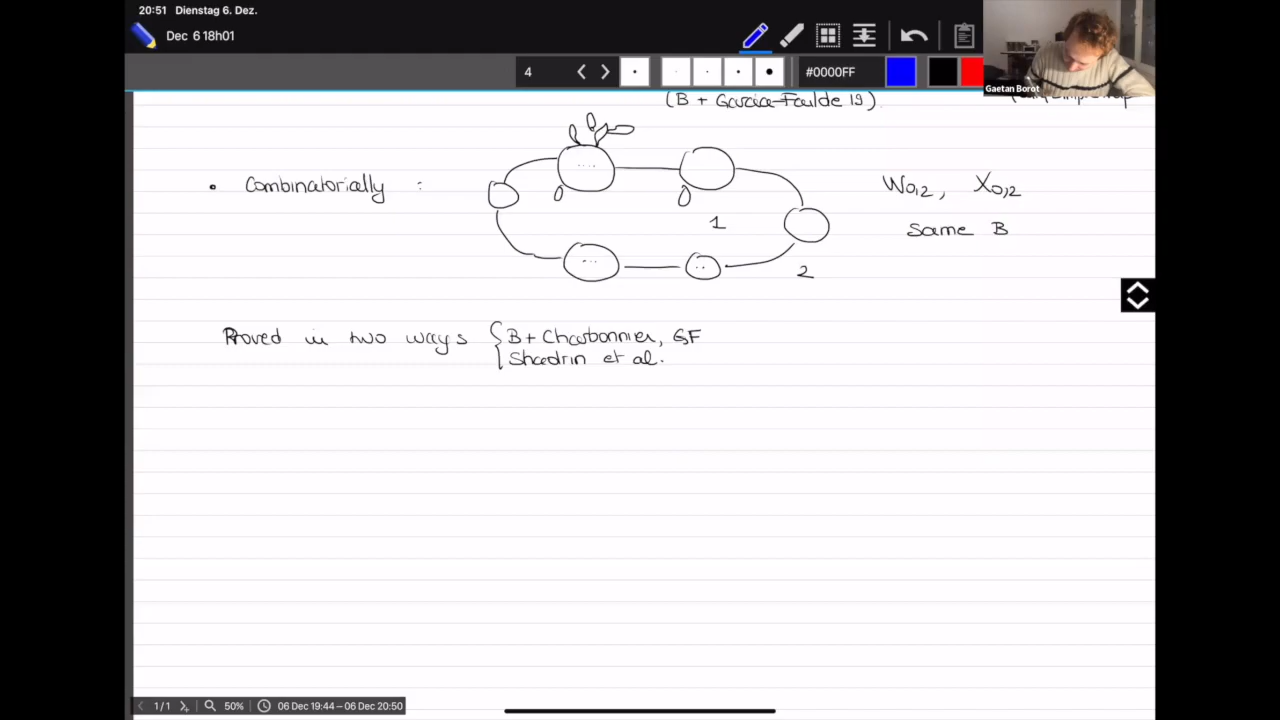 20:51 Dienstag 6. Dez.
Dec 6 18h01
4
#0000FF
Gaetan Borot
(B + Garcia-Failde 19)
• Combinatorially :
W0,2, X0,2
same B
0
0
1
2
Proved in two ways { B + Charbonnier, GF
Shadrin et al.
1/1
50%
06 Dec 19:44 – 06 Dec 20:50